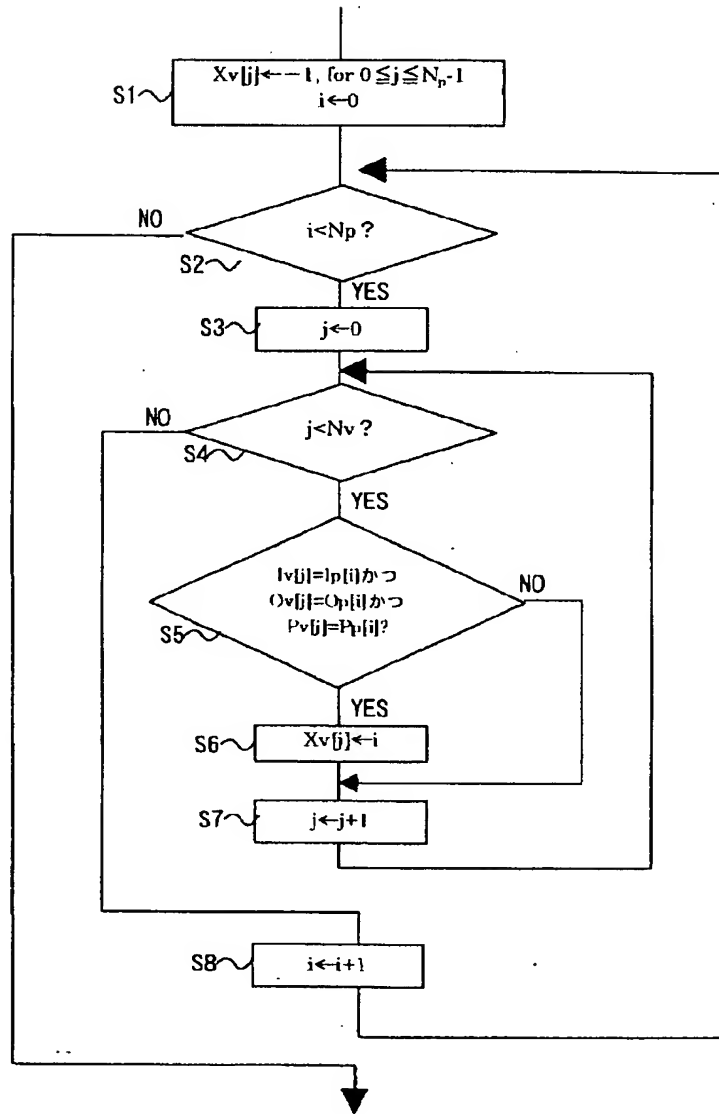 S1
Xv[j]←−1, for 0≦j≦Np-1
i←0
NO
i<Np?
S2
YES
S3
j←0
NO
j<Nv?
S4
YES
Iv[j]=Ip[i]かつ
Ov[j]=Op[i]かつ
Pv[j]=Pp[i]?
NO
S5
YES
S6
Xv[j]←i
S7
j←j+1
S8
i←i+1